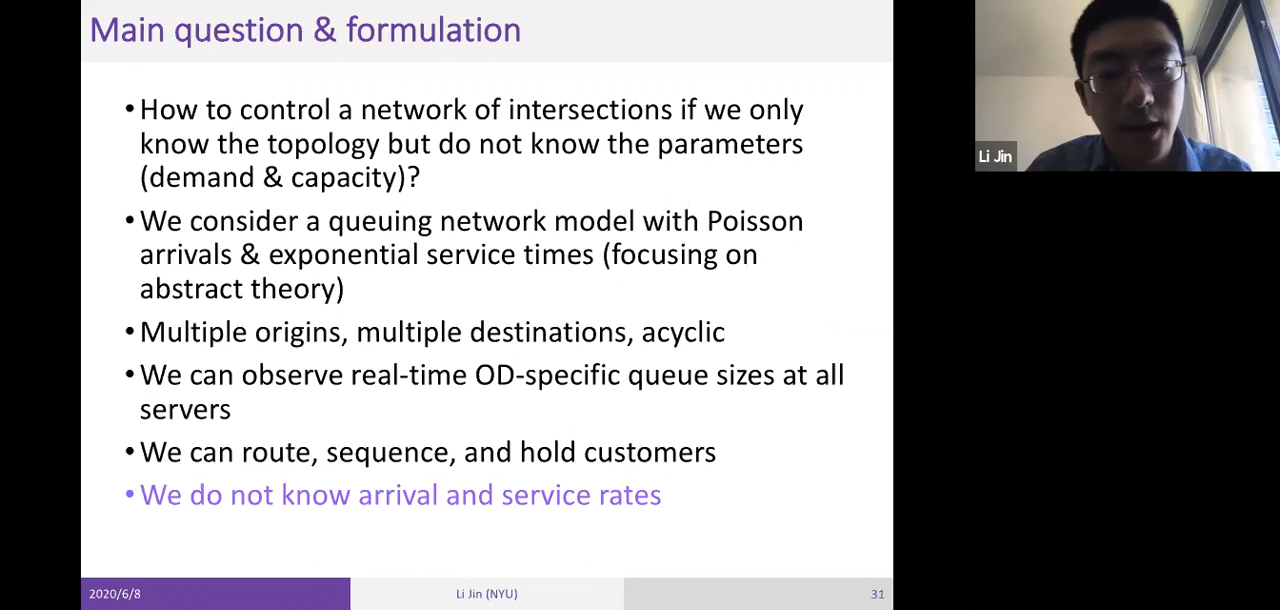 Main question & formulation
• How to control a network of intersections if we only
know the topology but do not know the parameters
(demand & capacity)?
• We consider a queuing network model with Poisson
arrivals & exponential service times (focusing on
abstract theory)
• Multiple origins, multiple destinations, acyclic
• We can observe real-time OD-specific queue sizes at all
servers
• We can route, sequence, and hold customers
• We do not know arrival and service rates
2020/6/8
Li Jin (NYU)
31
Li Jin